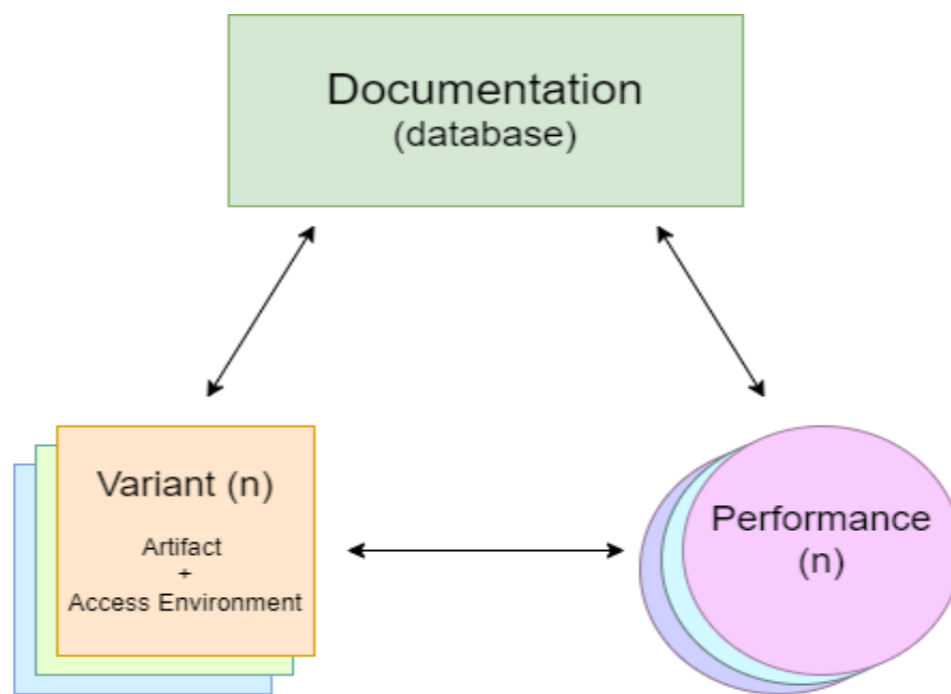 Documentation
(database)
Variant (n)
Artifact
+
Access Environment
Performance
(n)